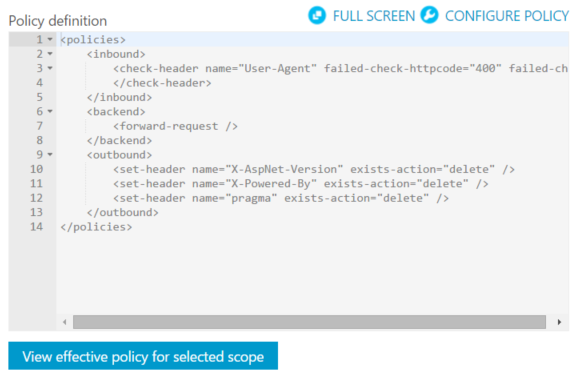 Policy definition
FULL SCREEN CONFIGURE POLICY
1 <policies>
2 <inbound>
3 <check-header name="User-Agent" failed-check-httpcode="400" failed-ch
4 </check-header>
5 </inbound>
6 <backend>
7 <forward-request />
8 </backend>
9 <outbound>
10 <set-header name="X-AspNet-Version" exists-action="delete" />
11 <set-header name="X-Powered-By" exists-action="delete" />
12 <set-header name="pragma" exists-action="delete" />
13 </outbound>
14 </policies>
View effective policy for selected scope